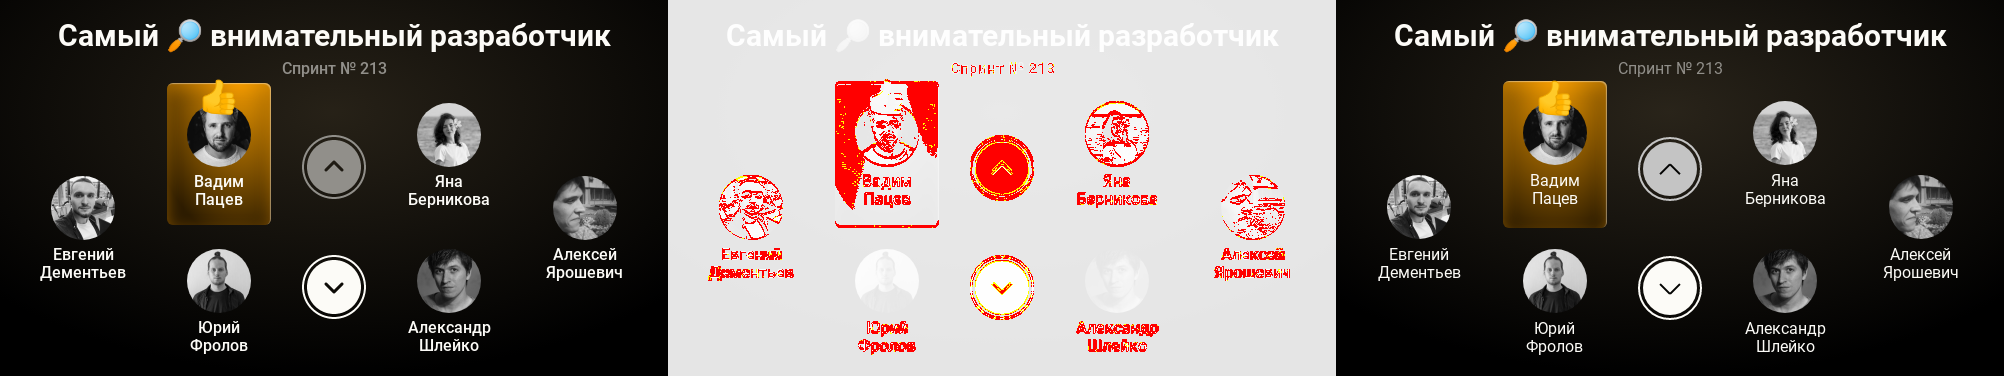 Самый 🔎 внимательный разработчик
Спринт № 213
Вадим
Пацев
Яна
Берникова
Евгений
Дементьев
Алексей
Ярошевич
Юрий
Фролов
Александр
Шлейко
Самый 🔎 внимательный разработчик
Спринт № 213
Вадим
Пацев
Яна
Берникова
Евгений
Дементьев
Алексей
Ярошевич
Юрий
Фролов
Александр
Шлейко
Самый 🔎 внимательный разработчик
Спринт № 213
Вадим
Пацев
Яна
Берникова
Евгений
Дементьев
Алексей
Ярошевич
Юрий
Фролов
Александр
Шлейко